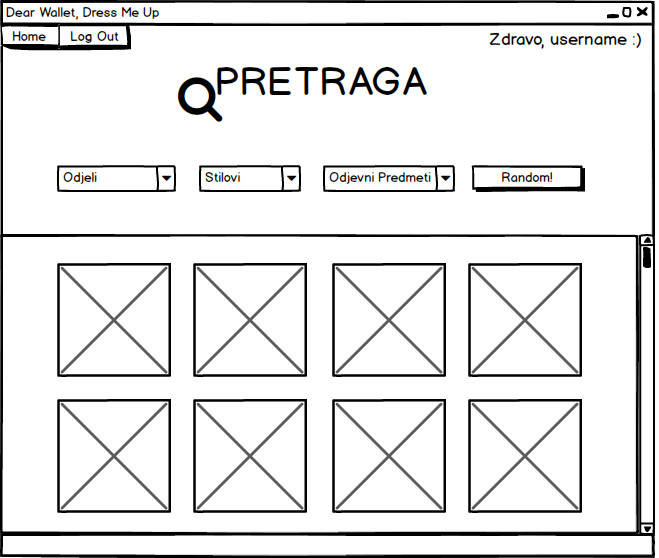 Dear Wallet, Dress Me Up
Home Log Out
Zdravo, username :)
PRETRAGA
Odjeli Stilovi Odjevni Predmeti Random!